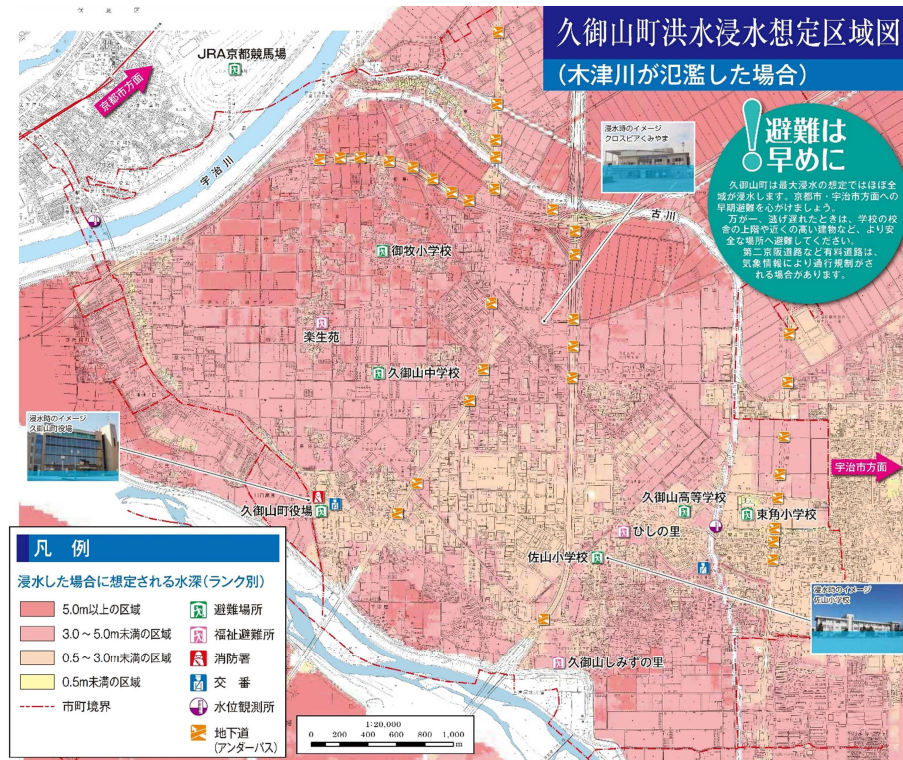 久御山町洪水浸水想定区域図
(木津川が氾濫した場合)
JRA京都競馬場
京都市方面
宇治川
浸水時のイメージ
クロスピアくみやま
避難は
早めに
久御山町は最大浸水の想定ではほぼ全
域が浸水します。京都市・宇治市方面への
早期避難を心がけましょう。
万が一、逃げ遅れたときは、学校の校
舎の上階や近くの高い建物など、より安
全な場所へ避難してください。
第二京阪道路など有料道路は、
気象情報により通行規制がさ
れる場合があります。
古川
御牧小学校
楽生苑
久御山中学校
浸水時のイメージ
久御山町役場
宇治市方面
久御山町役場
久御山高等学校
東角小学校
ひしの里
佐山小学校
浸水時のイメージ
佐山小学校
久御山しみずの里
凡例
浸水した場合に想定される水深(ランク別)
5.0m以上の区域
3.0～5.0m未満の区域
0.5～3.0m未満の区域
0.5m未満の区域
市町境界
避難場所
福祉避難所
消防署
交番
水位観測所
地下道
(アンダーパス)
1:20,000
0 200 400 600 800 1,000
m